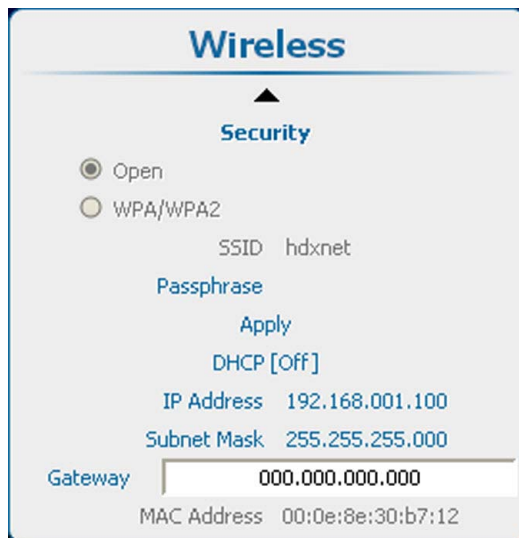 Wireless
Security
Open
WPA/WPA2
SSID hdxnet
Passphrase
Apply
DHCP [Off]
IP Address 192.168.001.100
Subnet Mask 255.255.255.000
Gateway 000.000.000.000
MAC Address 00:0e:8e:30:b7:12